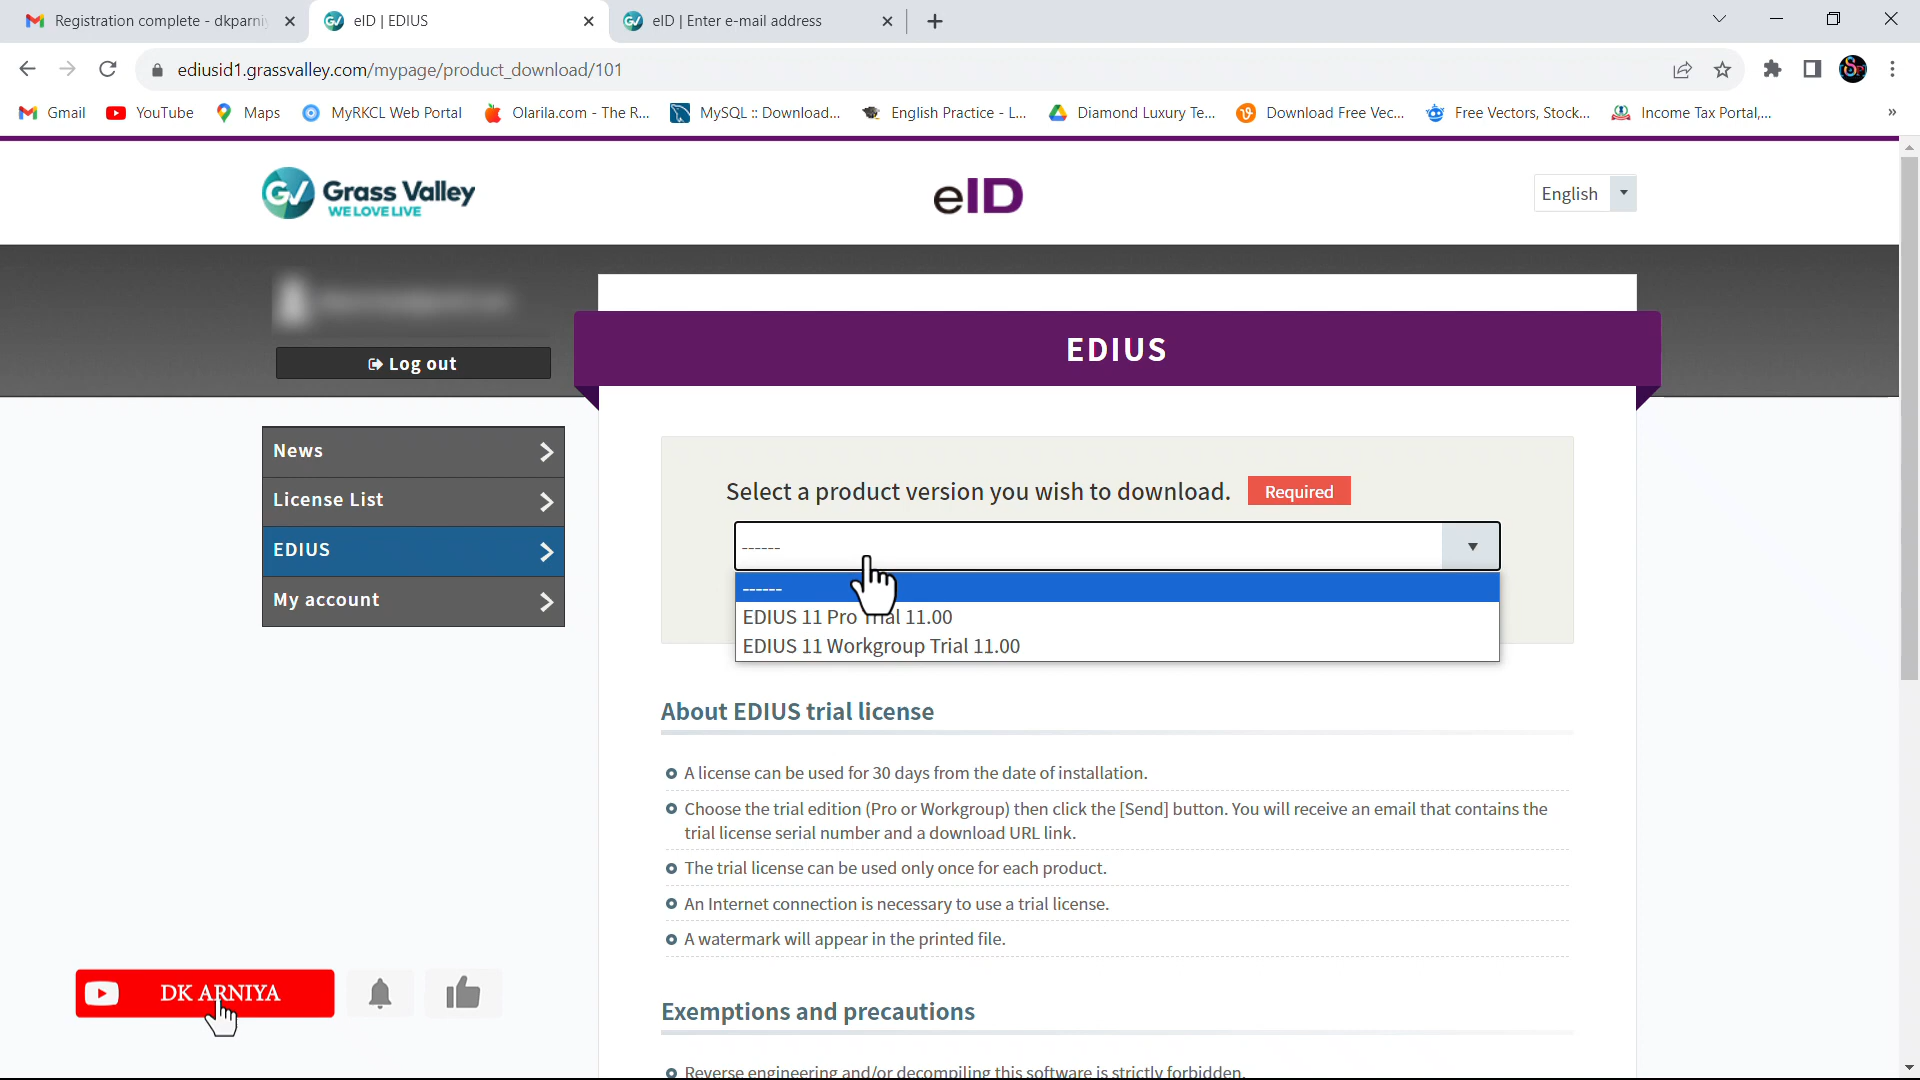 Registration complete - dkparni
eID | EDIUS
eID | Enter e-mail address
ediusid1.grassvalley.com/mypage/product_download/101
Gmail
YouTube
Maps
MyRKCL Web Portal
Olarila.com - The R...
MySQL :: Download...
English Practice - L...
Diamond Luxury Te...
Download Free Vec...
Free Vectors, Stock...
Income Tax Portal,...
»
GV Grass Valley
WE LOVE LIVE
eID
English
Log out
EDIUS
News
License List
EDIUS
My account
Select a product version you wish to download. Required
------
------
EDIUS 11 Pro Trial 11.00
EDIUS 11 Workgroup Trial 11.00
About EDIUS trial license
A license can be used for 30 days from the date of installation.
Choose the trial edition (Pro or Workgroup) then click the [Send] button. You will receive an email that contains the
trial license serial number and a download URL link.
The trial license can be used only once for each product.
An Internet connection is necessary to use a trial license.
A watermark will appear in the printed file.
DK ARNIYA
Exemptions and precautions
Reverse engineering and/or decompiling this software is strictly forbidden.